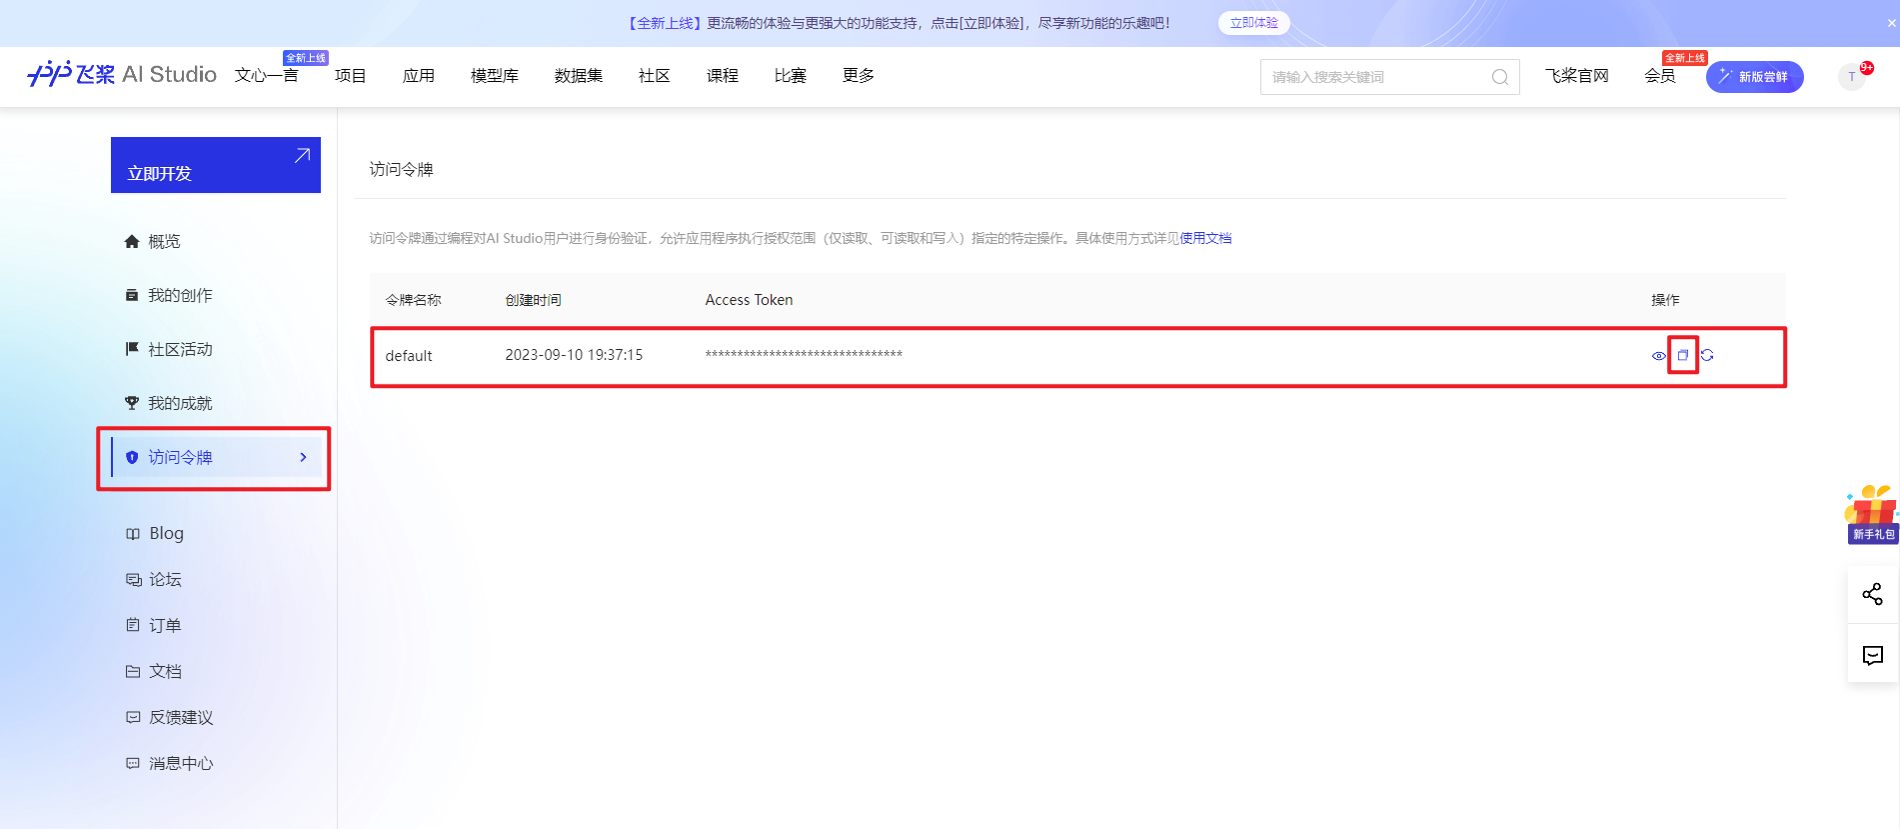 【全新上线】更流畅的体验与更强大的功能支持，点击[立即体验]，尽享新功能的乐趣吧！ 立即体验
飞桨 AI Studio 文心一言 全新上线 项目 应用 模型库 数据集 社区 课程 比赛 更多 请输入搜索关键词 飞桨官网 会员 全新上线 新版尝鲜 T 9+
立即开发
概览
我的创作
社区活动
我的成就
访问令牌
Blog
论坛
订单
文档
反馈建议
消息中心
访问令牌
访问令牌通过编程对AI Studio用户进行身份验证，允许应用程序执行授权范围（仅读取、可读取和写入）指定的特定操作。具体使用方式详见使用文档
令牌名称 创建时间 Access Token 操作
default 2023-09-10 19:37:15 *******************************
新手礼包